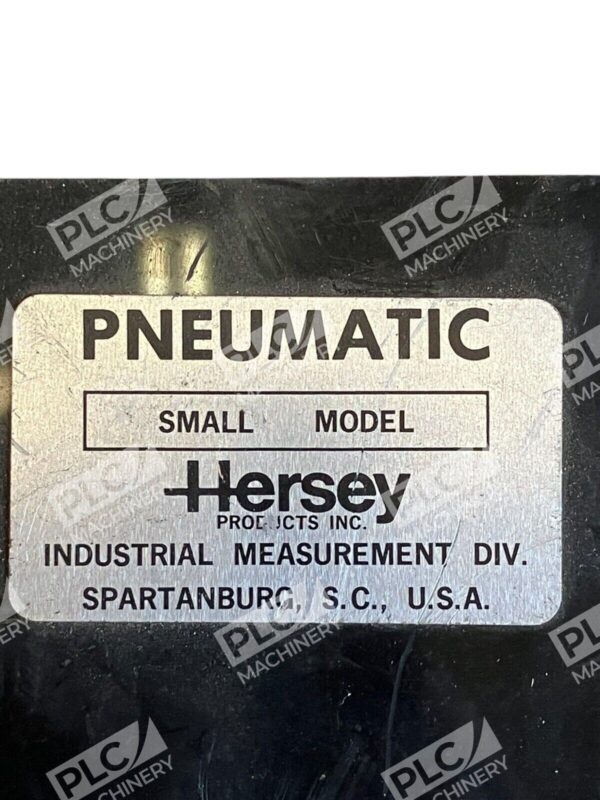 PNEUMATIC
SMALL MODEL
Hersey
PRODUCTS INC.
INDUSTRIAL MEASUREMENT DIV.
SPARTANBURG, S.C., U.S.A.
PLC MACHINERY